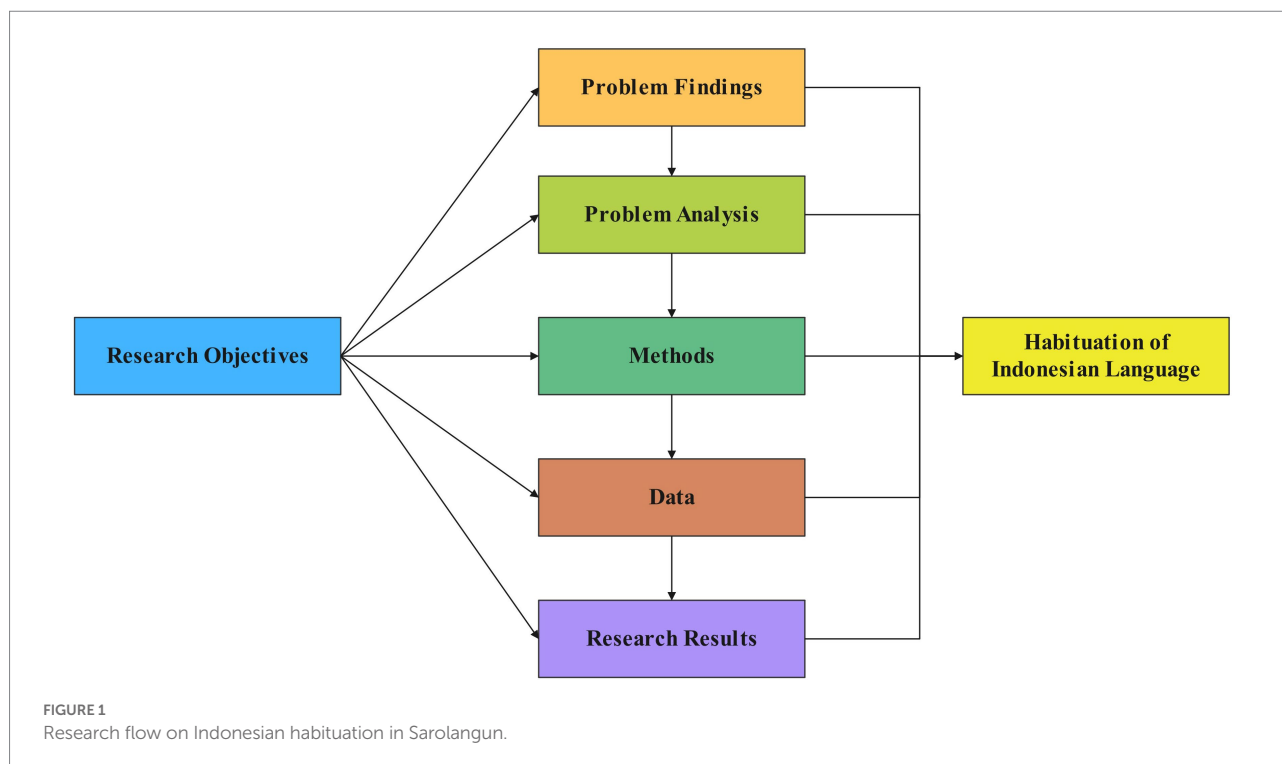 Problem Findings
Problem Analysis
Research Objectives
Methods
Habituation of
Indonesian Language
Data
Research Results
FIGURE 1
Research flow on Indonesian habituation in Sarolangun.